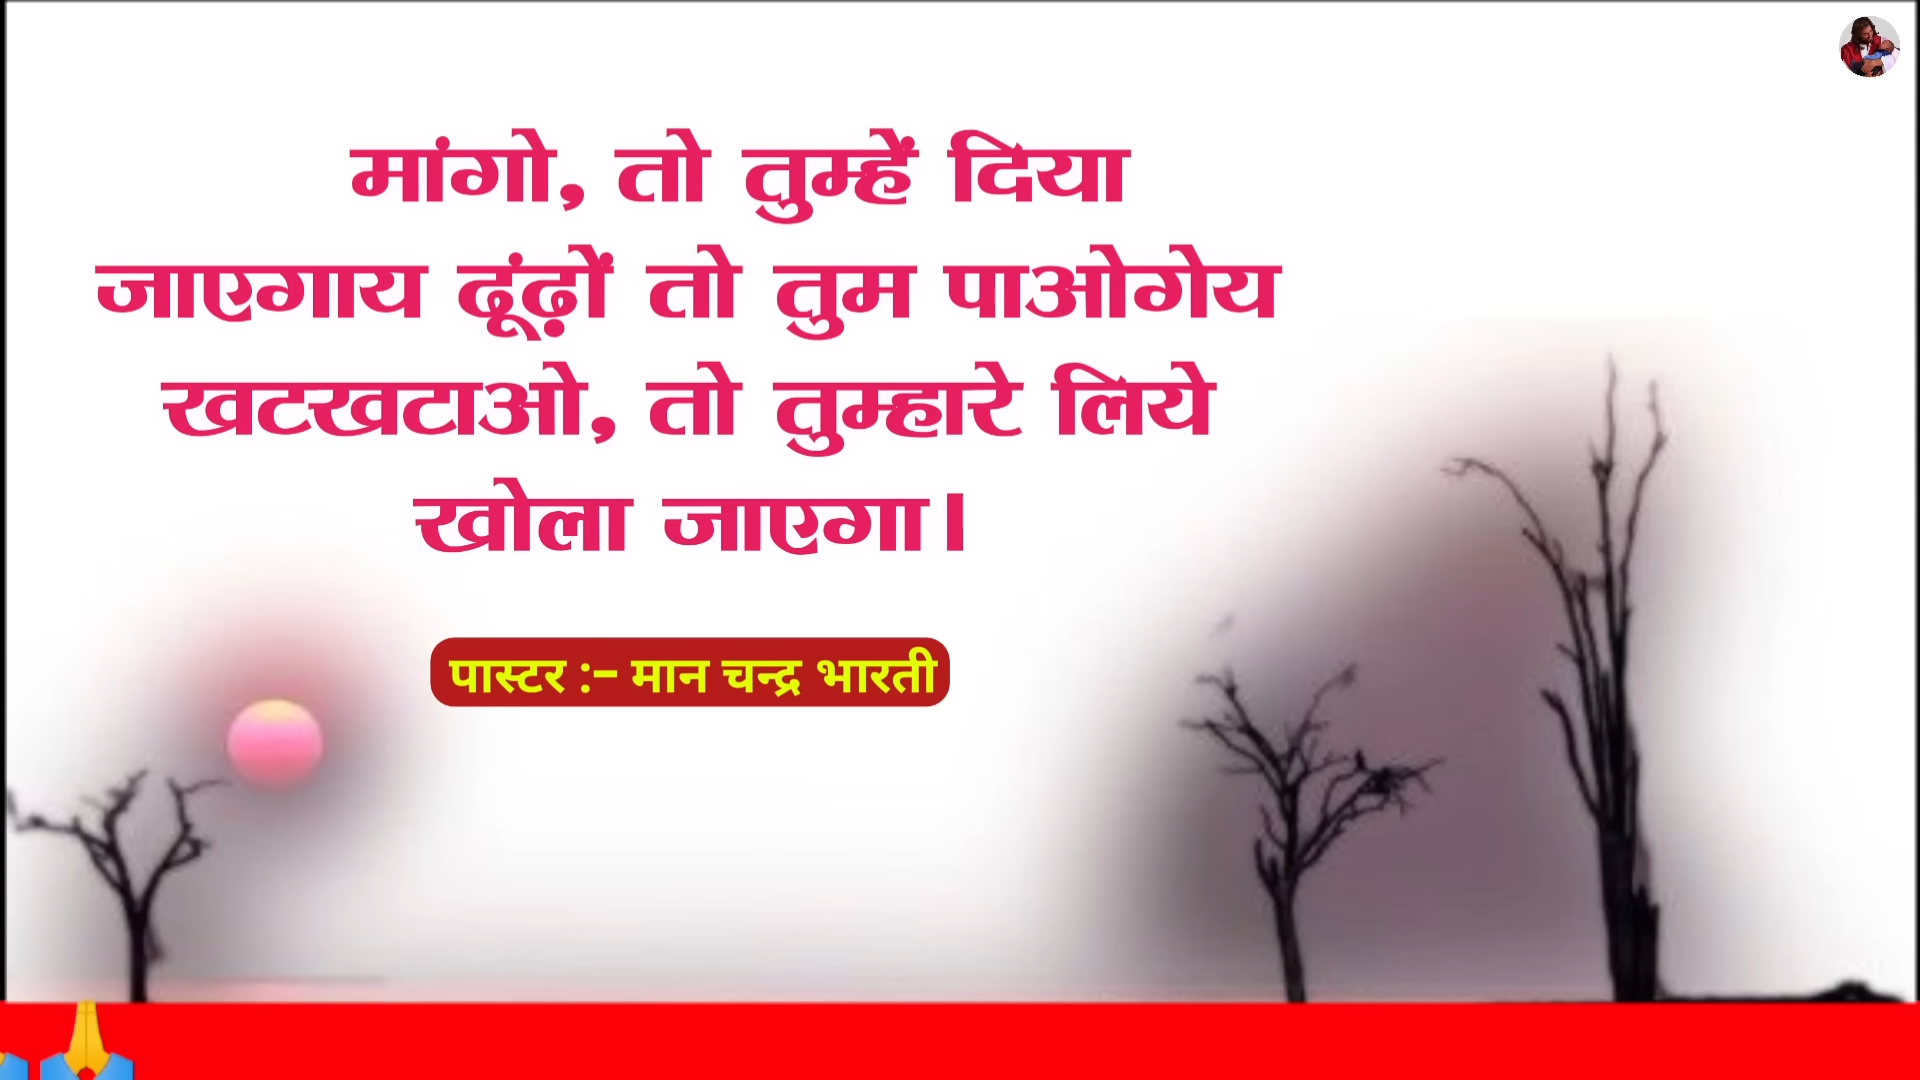 मांगो, तो तुम्हें दिया
जाएगाय ढूंढ़ों तो तुम पाओगेय
खटखटाओ, तो तुम्हारे लिये
खोला जाएगा।
पास्टर :- मान चन्द्र भारती